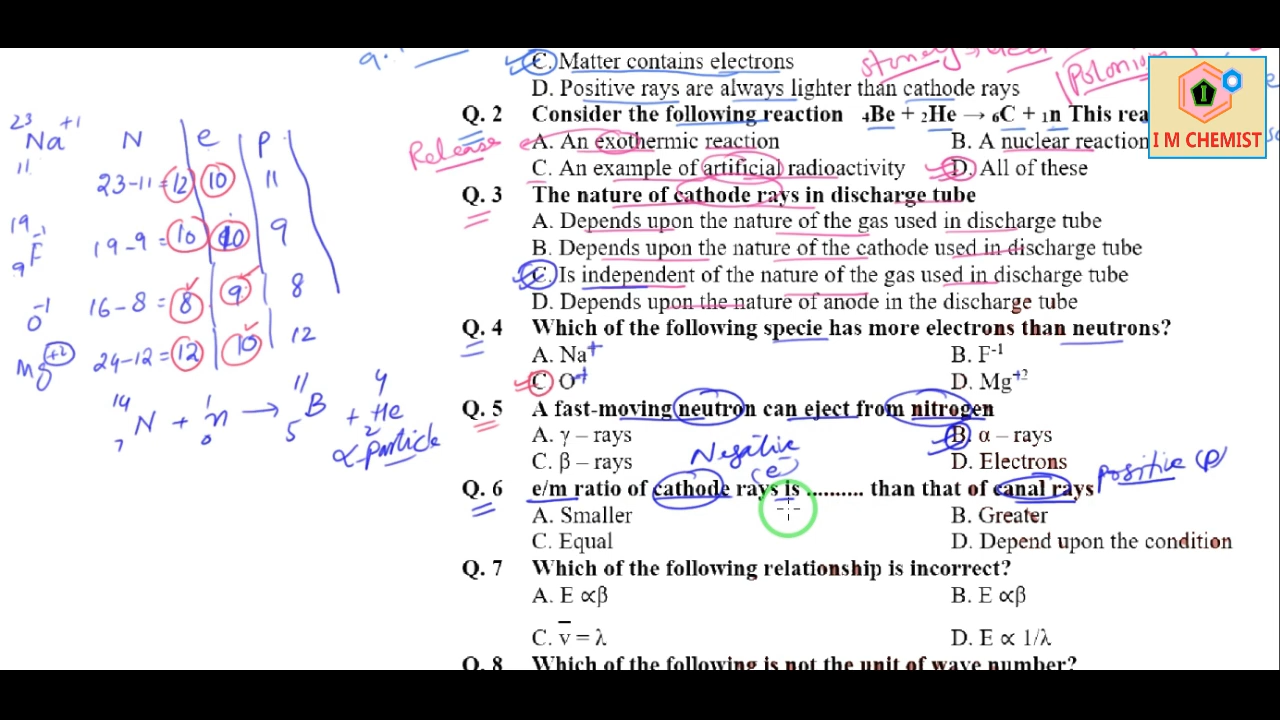 C. Matter contains electrons
D. Positive rays are always lighter than cathode rays
Q. 2 Consider the following reaction ₄Be + ₂He → ₆C + ₁n This rea
A. An exothermic reaction B. A nuclear reaction
C. An example of artificial radioactivity D. All of these
Q. 3 The nature of cathode rays in discharge tube
A. Depends upon the nature of the gas used in discharge tube
B. Depends upon the nature of the cathode used in discharge tube
C. Is independent of the nature of the gas used in discharge tube
D. Depends upon the nature of anode in the discharge tube
Q. 4 Which of the following specie has more electrons than neutrons?
A. Na⁺ B. F⁻¹
C. O⁻¹ D. Mg⁺²
Q. 5 A fast-moving neutron can eject from nitrogen
A. γ – rays B. α – rays
C. β – rays D. Electrons
Q. 6 e/m ratio of cathode rays is .......... than that of canal rays
A. Smaller B. Greater
C. Equal D. Depend upon the condition
Q. 7 Which of the following relationship is incorrect?
A. E ∝β B. E ∝β
C. v̅ = λ D. E ∝ 1/λ
Q. 8 Which of the following is not the unit of wave number?
I
I M CHEMIST
stoney
Polonium
Release
Negative
(e⁻)
positive (p)
23 Na +1 11 N e p
23-11 = 12 10 11
19 F -1 9 19-9 = 10 10 9
O -1 16-8 = 8 9 8
Mg +2 24-12 = 12 10 12
14 7 N + 1 0 n → 11 5 B + 4 2 He
∝ particle